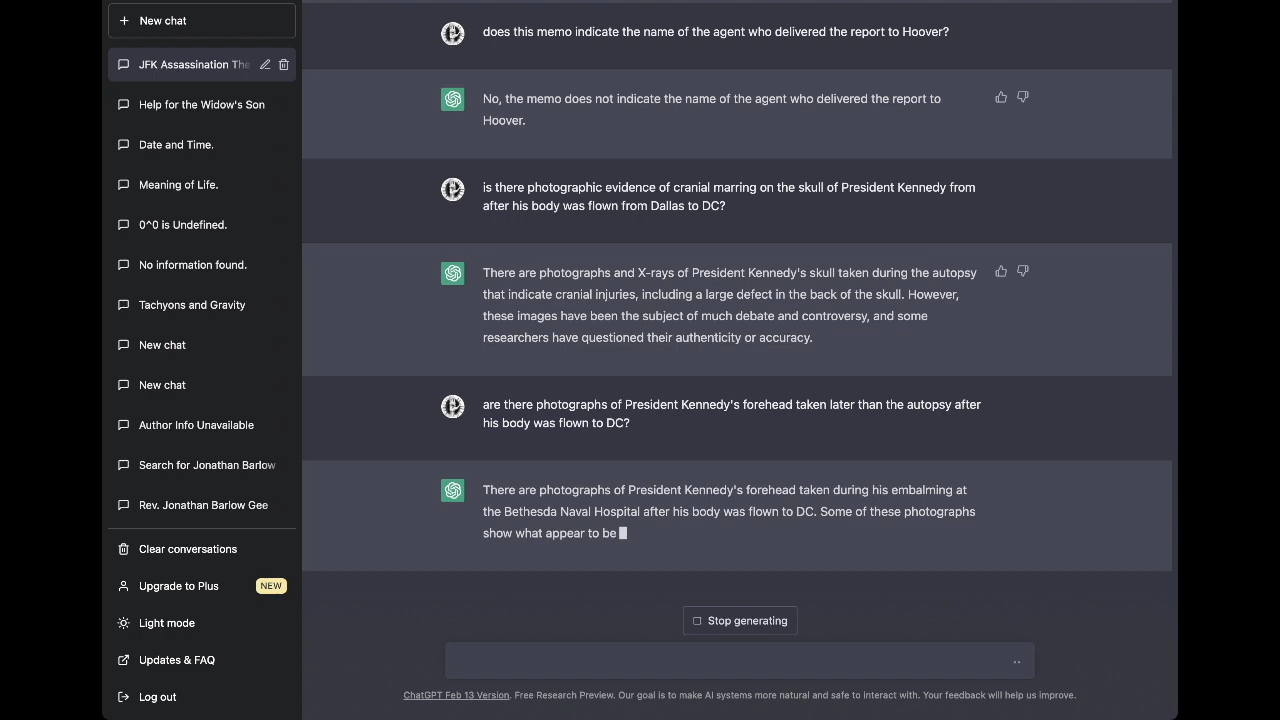 New chat
JFK Assassination The
Help for the Widow's Son
Date and Time.
Meaning of Life.
0^0 is Undefined.
No information found.
Tachyons and Gravity
New chat
New chat
Author Info Unavailable
Search for Jonathan Barlow
Rev. Jonathan Barlow Gee
Clear conversations
Upgrade to Plus NEW
Light mode
Updates & FAQ
Log out
does this memo indicate the name of the agent who delivered the report to Hoover?
No, the memo does not indicate the name of the agent who delivered the report to
Hoover.
is there photographic evidence of cranial marring on the skull of President Kennedy from
after his body was flown from Dallas to DC?
There are photographs and X-rays of President Kennedy's skull taken during the autopsy
that indicate cranial injuries, including a large defect in the back of the skull. However,
these images have been the subject of much debate and controversy, and some
researchers have questioned their authenticity or accuracy.
are there photographs of President Kennedy's forehead taken later than the autopsy after
his body was flown to DC?
There are photographs of President Kennedy's forehead taken during his embalming at
the Bethesda Naval Hospital after his body was flown to DC. Some of these photographs
show what appear to be
Stop generating
ChatGPT Feb 13 Version. Free Research Preview. Our goal is to make AI systems more natural and safe to interact with. Your feedback will help us improve.